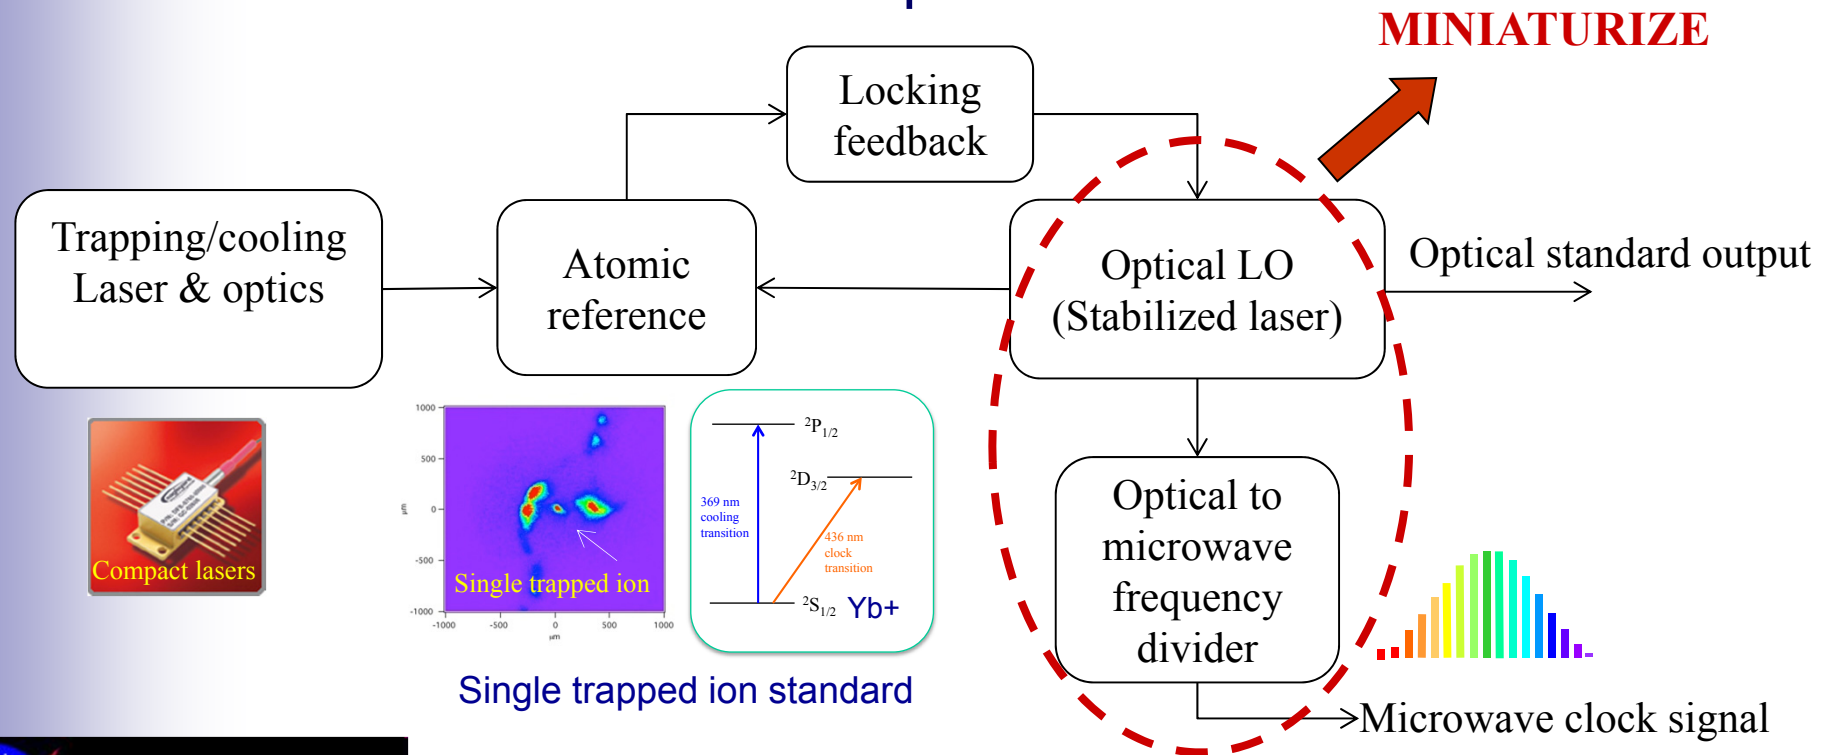 MINIATURIZE
Locking
feedback
Trapping/cooling
Laser & optics
Atomic
reference
Optical LO
(Stabilized laser)
Optical standard output
Compact lasers
1000
500
0
-500
-1000
μm
-1000
-500
0
500
1000
μm
Single trapped ion
²P₁/₂
²D₃/₂
369 nm
cooling
transition
436 nm
clock
transition
²S₁/₂
Yb+
Optical to
microwave
frequency
divider
Single trapped ion standard
Microwave clock signal